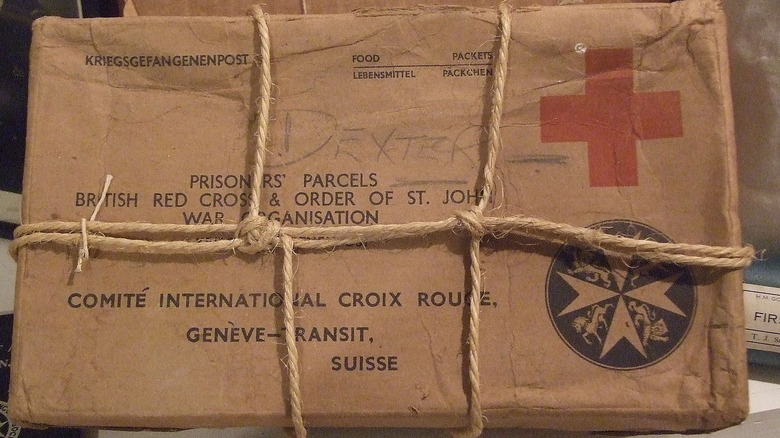 KRIEGSGEFANGENENPOST
FOOD PACKETS
LEBENSMITTEL PÄCKCHEN
DEXTER
PRISONERS' PARCELS
BRITISH RED CROSS & ORDER OF ST. JOHN
WAR ORGANISATION
COMITÉ INTERNATIONAL CROIX ROUGE,
GENÈVE—TRANSIT,
SUISSE
FIR